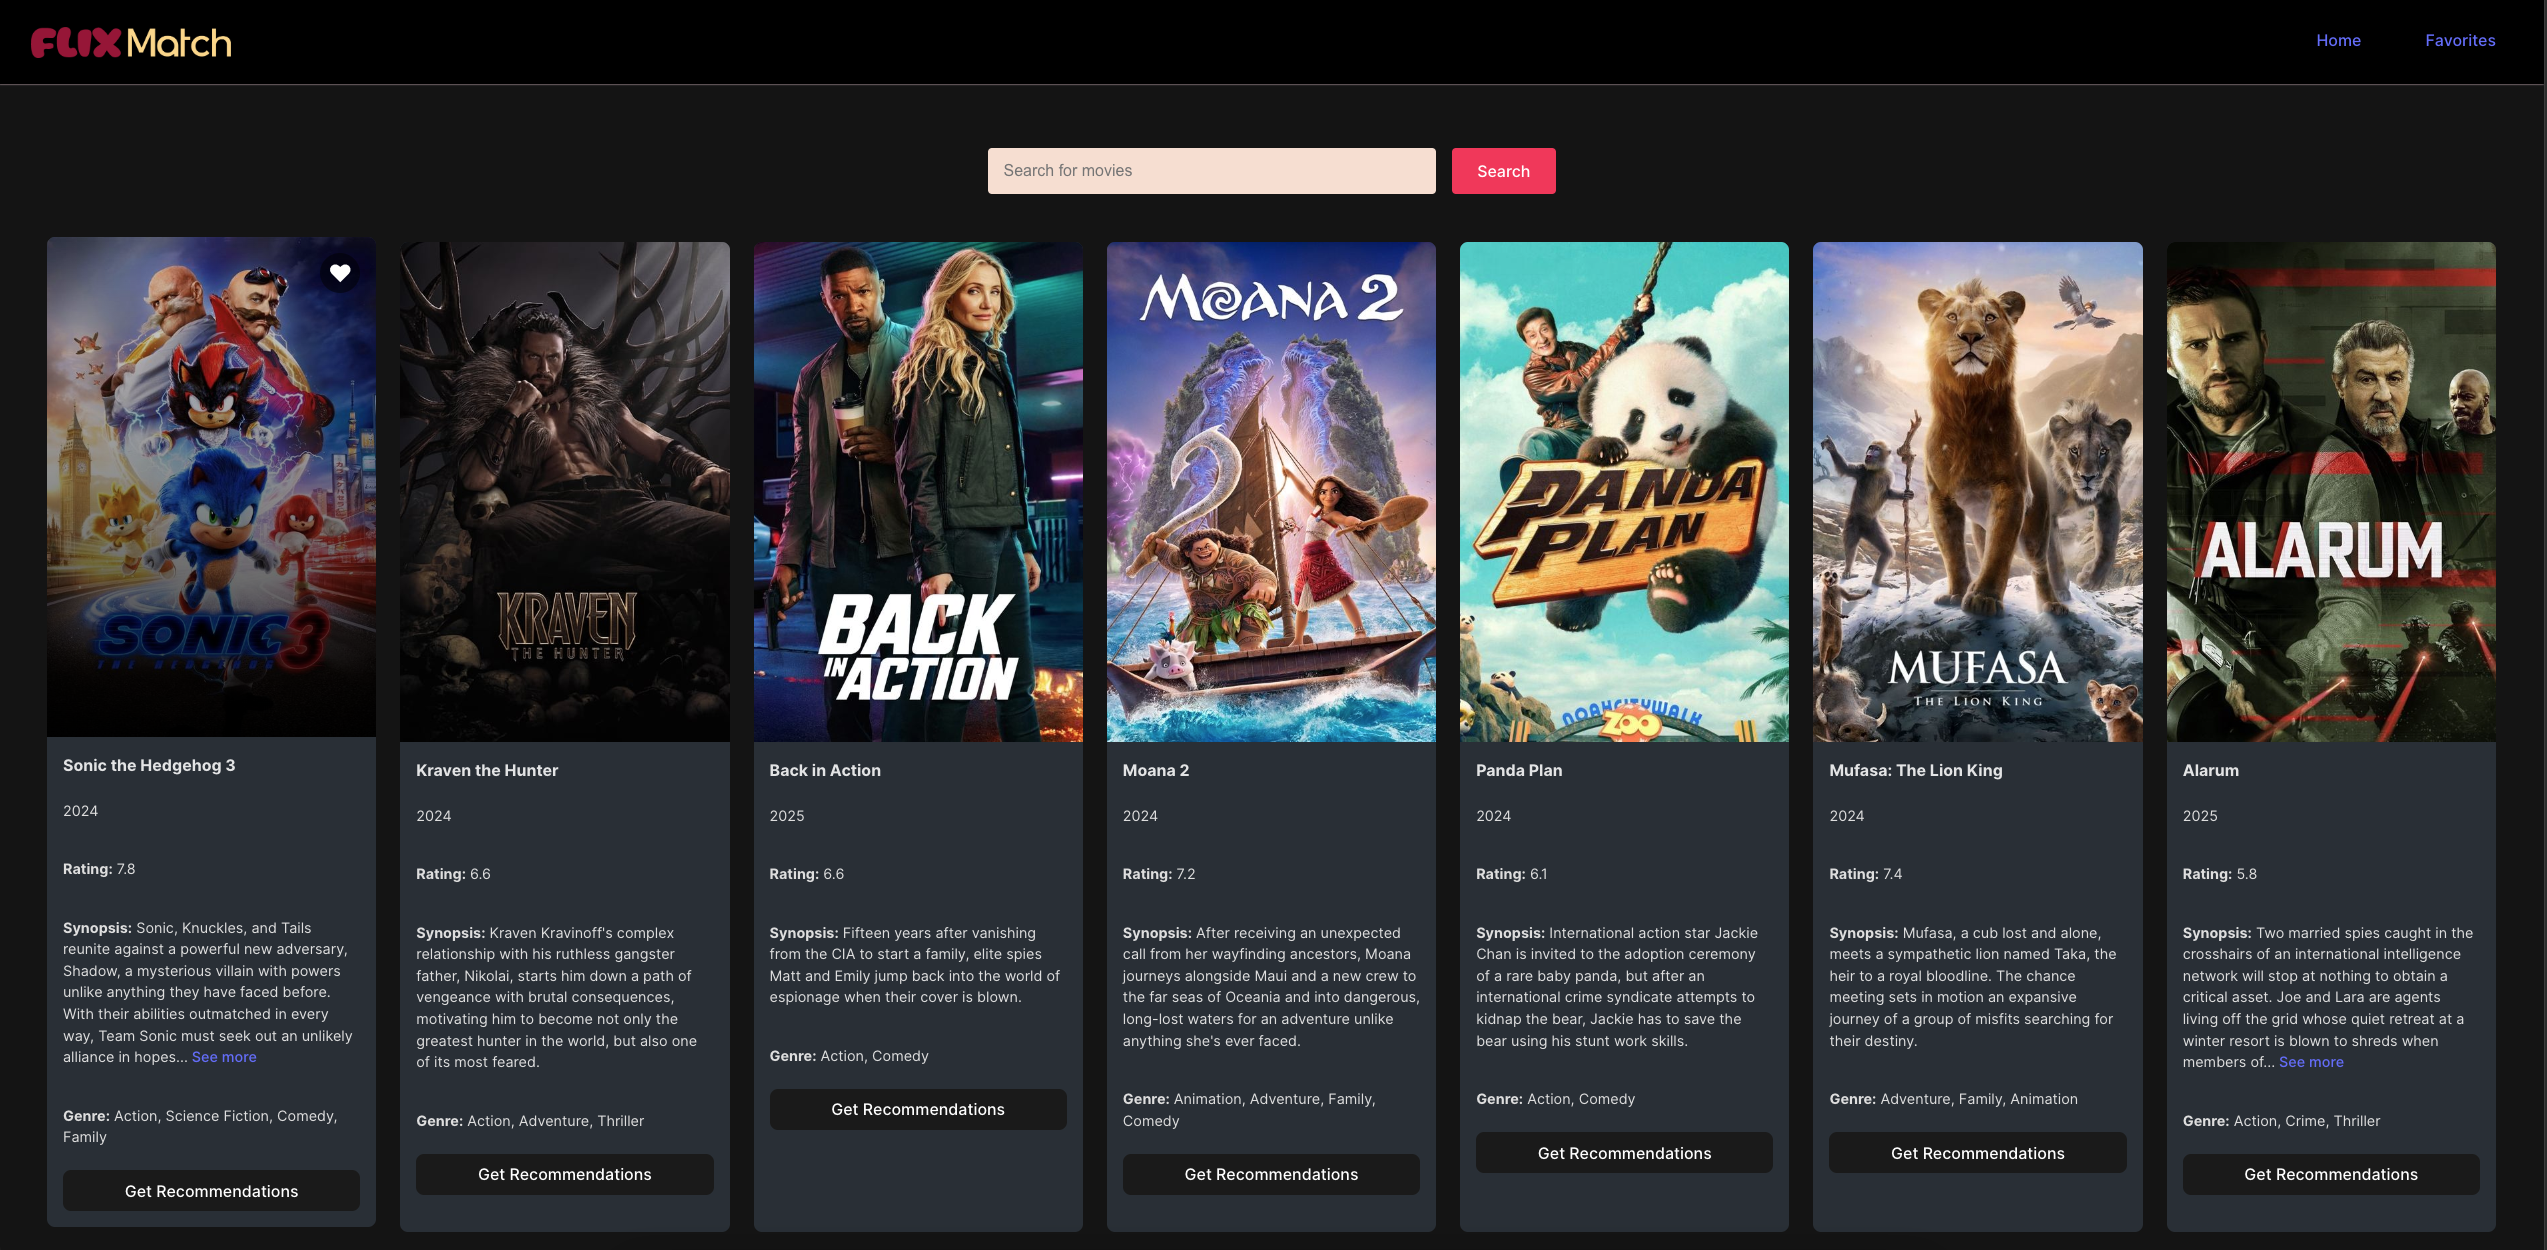 FLIX Match
Home
Favorites
Search for movies
Search
SONIC 3
THE HEDGEHOG
Sonic the Hedgehog 3
2024
Rating: 7.8
Synopsis: Sonic, Knuckles, and Tails
reunite against a powerful new adversary,
Shadow, a mysterious villain with powers
unlike anything they have faced before.
With their abilities outmatched in every
way, Team Sonic must seek out an unlikely
alliance in hopes... See more
Genre: Action, Science Fiction, Comedy,
Family
Get Recommendations
KRAVEN
THE HUNTER
Kraven the Hunter
2024
Rating: 6.6
Synopsis: Kraven Kravinoff's complex
relationship with his ruthless gangster
father, Nikolai, starts him down a path of
vengeance with brutal consequences,
motivating him to become not only the
greatest hunter in the world, but also one
of its most feared.
Genre: Action, Adventure, Thriller
Get Recommendations
BACK
IN ACTION
Back in Action
2025
Rating: 6.6
Synopsis: Fifteen years after vanishing
from the CIA to start a family, elite spies
Matt and Emily jump back into the world of
espionage when their cover is blown.
Genre: Action, Comedy
Get Recommendations
MOANA 2
Moana 2
2024
Rating: 7.2
Synopsis: After receiving an unexpected
call from her wayfinding ancestors, Moana
journeys alongside Maui and a new crew to
the far seas of Oceania and into dangerous,
long-lost waters for an adventure unlike
anything she's ever faced.
Genre: Animation, Adventure, Family,
Comedy
Get Recommendations
PANDA
PLAN
NOAH CITYWALK
ZOO
Panda Plan
2024
Rating: 6.1
Synopsis: International action star Jackie
Chan is invited to the adoption ceremony
of a rare baby panda, but after an
international crime syndicate attempts to
kidnap the bear, Jackie has to save the
bear using his stunt work skills.
Genre: Action, Comedy
Get Recommendations
MUFASA
THE LION KING
Mufasa: The Lion King
2024
Rating: 7.4
Synopsis: Mufasa, a cub lost and alone,
meets a sympathetic lion named Taka, the
heir to a royal bloodline. The chance
meeting sets in motion an expansive
journey of a group of misfits searching for
their destiny.
Genre: Adventure, Family, Animation
Get Recommendations
ALARUM
Alarum
2025
Rating: 5.8
Synopsis: Two married spies caught in the
crosshairs of an international intelligence
network will stop at nothing to obtain a
critical asset. Joe and Lara are agents
living off the grid whose quiet retreat at a
winter resort is blown to shreds when
members of... See more
Genre: Action, Crime, Thriller
Get Recommendations